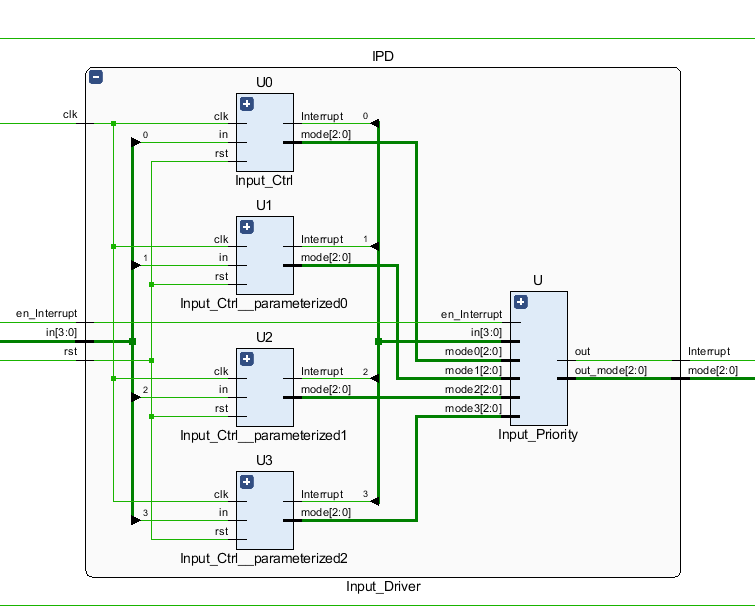 IPD
U0
clk
clk
Interrupt
0
0
in
mode[2:0]
rst
Input_Ctrl
U1
clk
Interrupt
1
1
in
mode[2:0]
rst
Input_Ctrl__parameterized0
U
en_Interrupt
en_Interrupt
in[3:0]
in[3:0]
U2
rst
mode0[2:0]
out
Interrupt
clk
Interrupt
2
mode1[2:0]
out_mode[2:0]
mode[2:0]
2
in
mode[2:0]
mode2[2:0]
rst
mode3[2:0]
Input_Ctrl__parameterized1
Input_Priority
U3
clk
Interrupt
3
3
in
mode[2:0]
rst
Input_Ctrl__parameterized2
Input_Driver